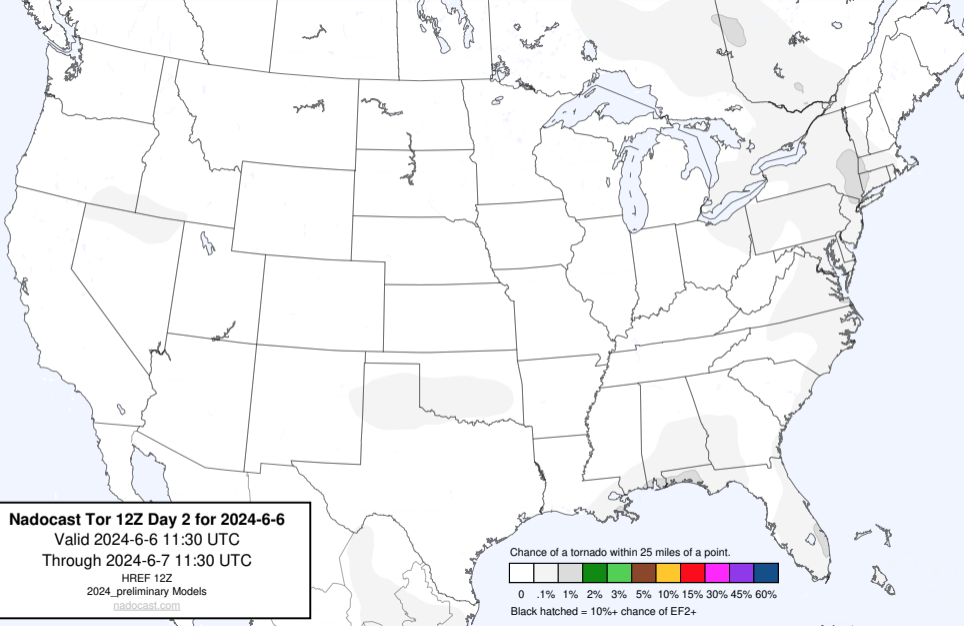 Nadocast Tor 12Z Day 2 for 2024-6-6
Valid 2024-6-6 11:30 UTC
Through 2024-6-7 11:30 UTC
HREF 12Z
2024_preliminary Models
nadocast.com
Chance of a tornado within 25 miles of a point.
0 .1% 1% 2% 3% 5% 10% 15% 30% 45% 60%
Black hatched = 10%+ chance of EF2+